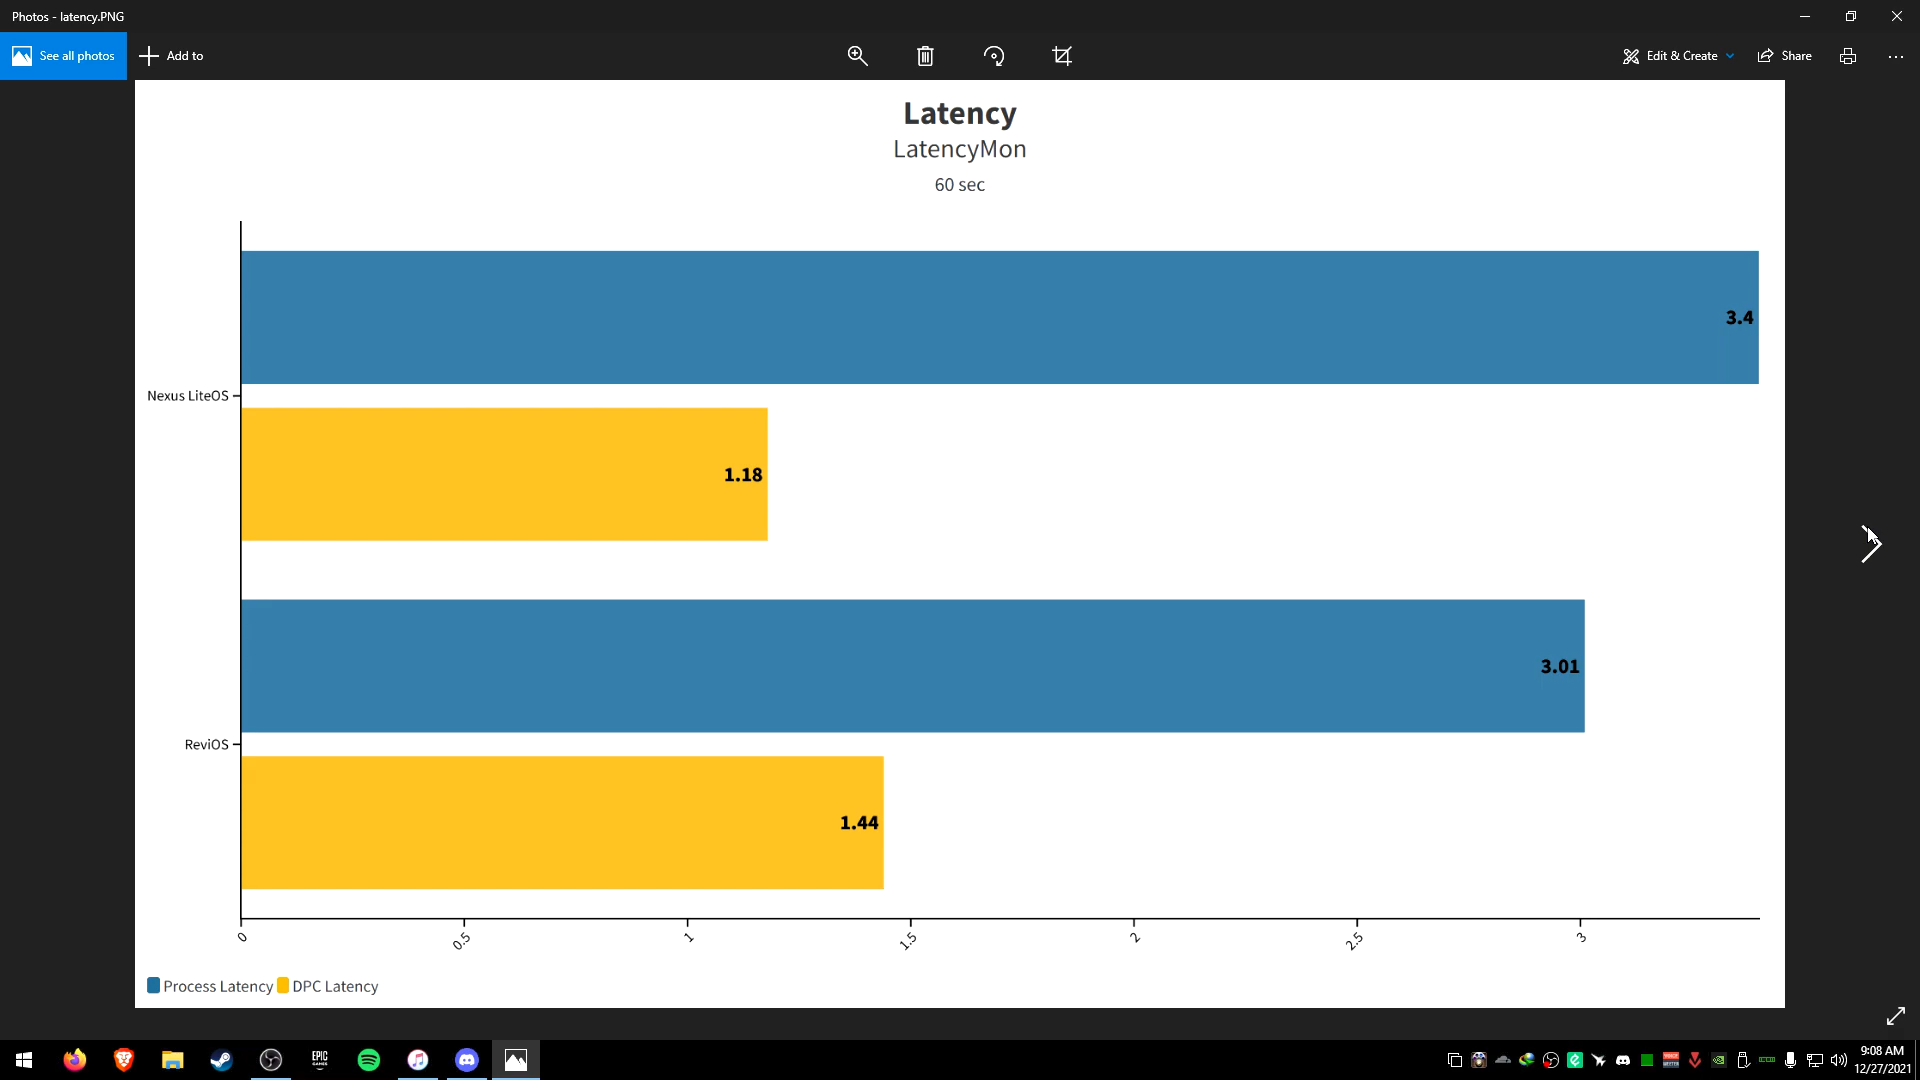 Photos - latency.PNG
See all photos
Add to
Edit & Create
Share
Latency
LatencyMon
60 sec
3.4
Nexus LiteOS
1.18
3.01
ReviOS
1.44
0 0.5 1 1.5 2 2.5 3
Process Latency DPC Latency
EPIC
GAMES
9:08 AM
12/27/2021